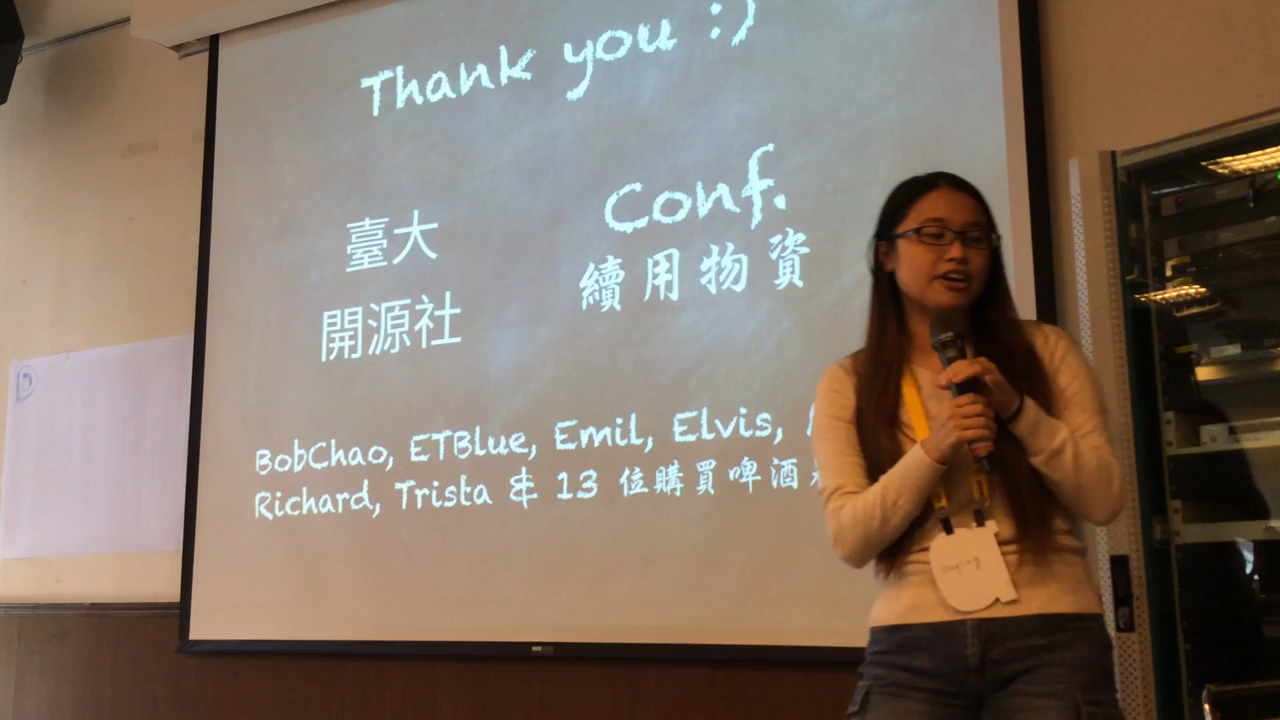 Thank you :)
Conf.
續用物資
臺大
開源社
BobChao, ETBlue, Emil, Elvis,
Richard, Trista & 13 位購買啤酒